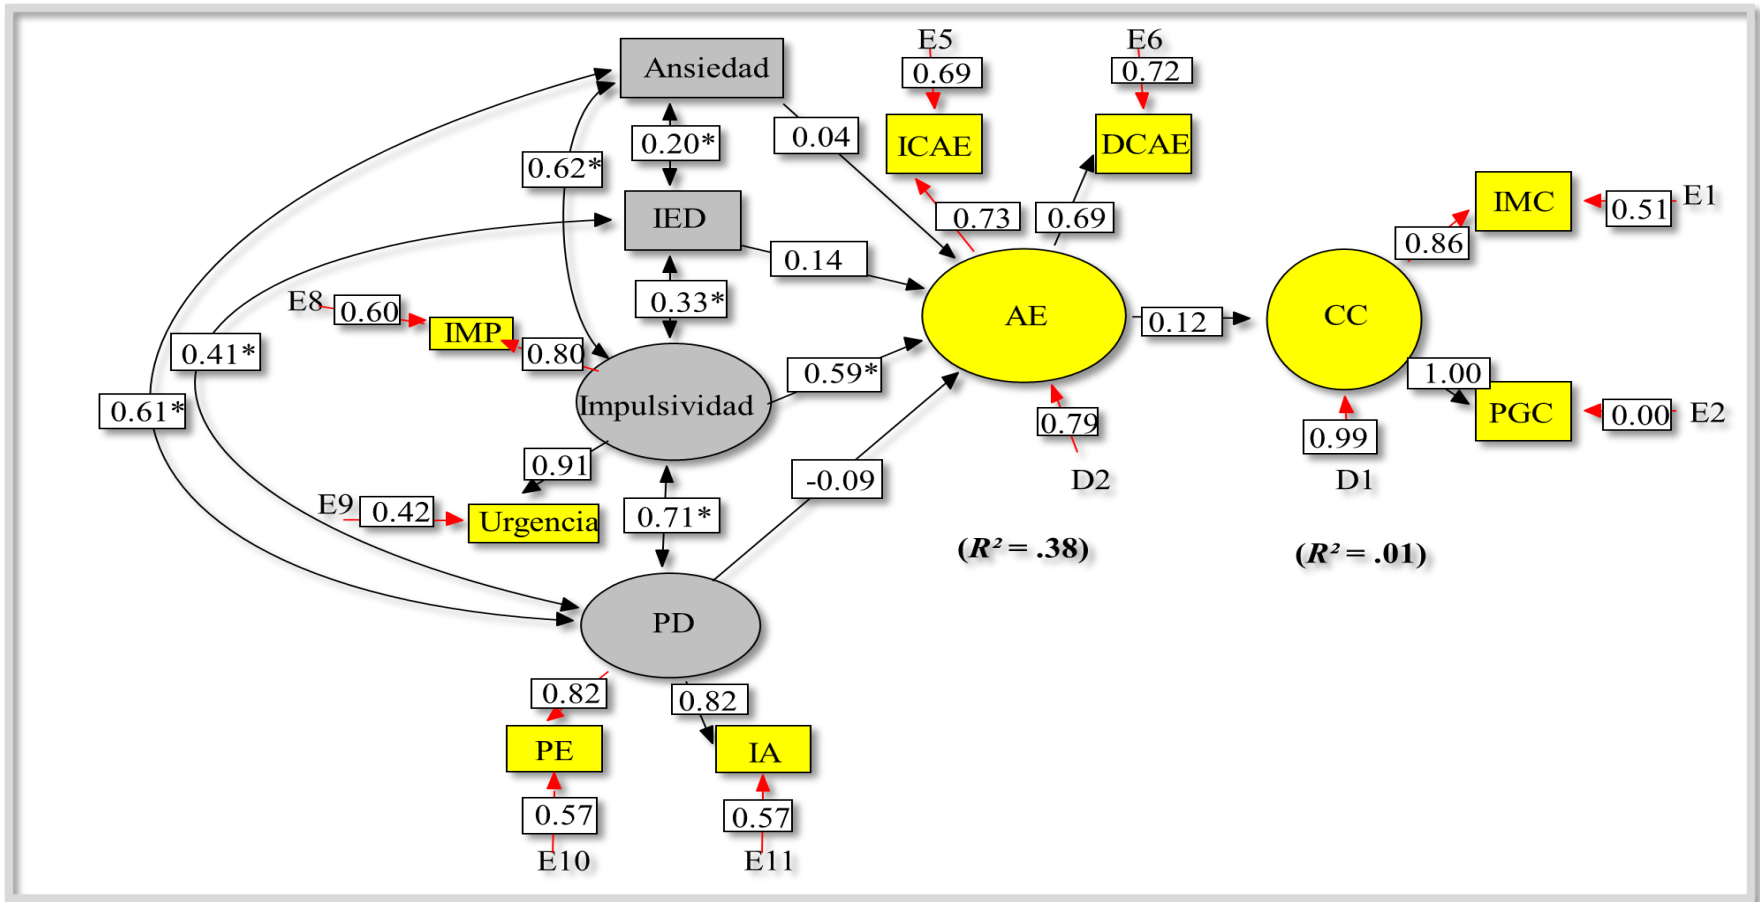 E5
E6
Ansiedad
0.69
0.72
0.04
0.20*
ICAE
DCAE
0.62*
IED
0.73
0.69
IMC
0.51
E1
0.86
0.14
E8
0.60
0.33*
AE
0.12
CC
IMP
0.80
0.41*
0.59*
1.00
0.61*
Impulsividad
0.79
0.99
PGC
0.00
E2
0.91
-0.09
D2
D1
E9
0.42
Urgencia
0.71*
(R² = .38)
(R² = .01)
PD
0.82
0.82
PE
IA
0.57
0.57
E10
E11